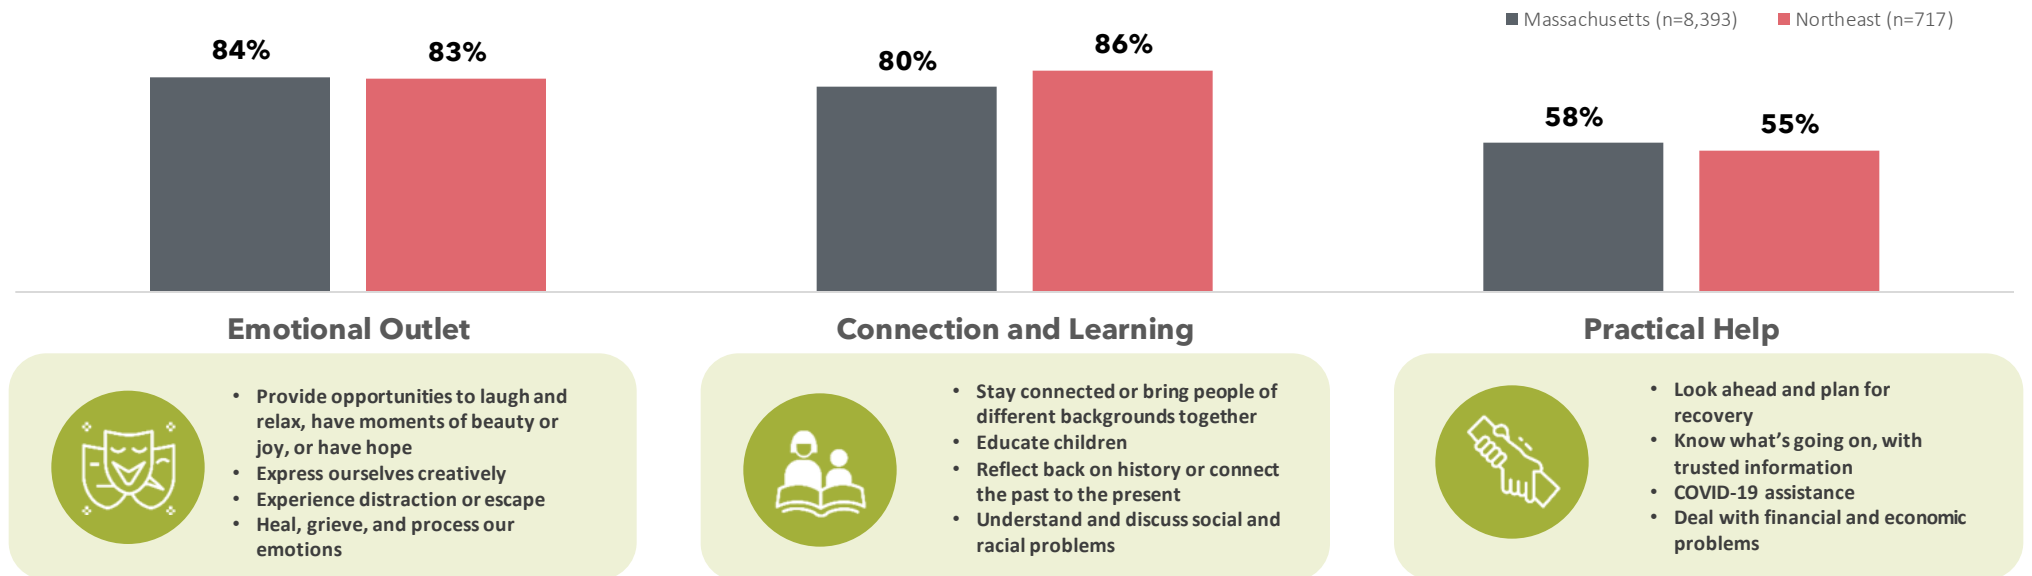 Massachusetts (n=8,393) Northeast (n=717)
84% 83%
80% 86%
58% 55%
Emotional Outlet
• Provide opportunities to laugh and
relax, have moments of beauty or
joy, or have hope
• Express ourselves creatively
• Experience distraction or escape
• Heal, grieve, and process our
emotions
Connection and Learning
• Stay connected or bring people of
different backgrounds together
• Educate children
• Reflect back on history or connect
the past to the present
• Understand and discuss social and
racial problems
Practical Help
• Look ahead and plan for
recovery
• Know what's going on, with
trusted information
• COVID-19 assistance
• Deal with financial and economic
problems